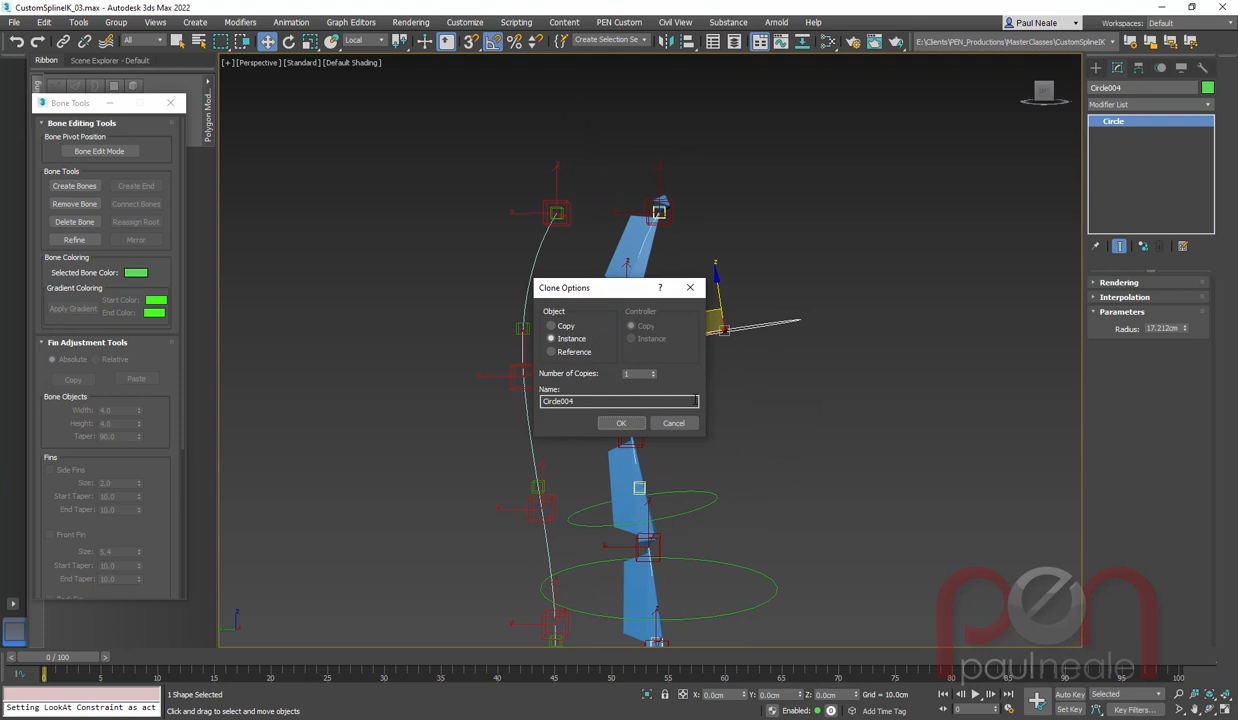 CustomSplineIK_03.max - Autodesk 3ds Max 2022
File Edit Tools Group Views Create Modifiers Animation Graph Editors Rendering Customize Scripting Content PEN Custom Civil View Substance Arnold Help
Paul Neale Workspaces: Default
All Local Create Selection Se E:\Clients\PEN_Productions\MasterClasses\CustomSplineIK
Ribbon Scene Explorer - Default
[+] [Perspective] [Standard] [Default Shading]
Polygon Mod...
Bone Tools
Bone Editing Tools
Bone Pivot Position
Bone Edit Mode
Bone Tools
Create Bones Create End
Remove Bone Connect Bones
Delete Bone Reassign Root
Refine Mirror
Bone Coloring
Selected Bone Color:
Gradient Coloring
Apply Gradient Start Color:
End Color:
Fin Adjustment Tools
Absolute Relative
Copy Paste
Bone Objects
Width: 4.0
Height: 4.0
Taper: 90.0
Fins
Side Fins
Size: 2.0
Start Taper: 10.0
End Taper: 10.0
Front Fin
Size: 5.4
Start Taper: 10.0
End Taper: 10.0
Clone Options ?
Object Controller
Copy Copy
Instance Instance
Reference
Number of Copies: 1
Name:
Circle004
OK Cancel
Circle004
Modifier List
Circle
Rendering
Interpolation
Parameters
Radius: 17.212cm
pen
paulneale
0 / 100
0 10 15 20 25 30 35 40 45 50 55 60 65 70 75 80 85 90 95 100
1 Shape Selected
Setting LookAt Constraint as act
Click and drag to select and move objects
X: 0.0cm Y: 0.0cm Z: 0.0cm Grid = 10.0cm
Enabled: Add Time Tag
0
Auto Key Selected
Set Key Key Filters...